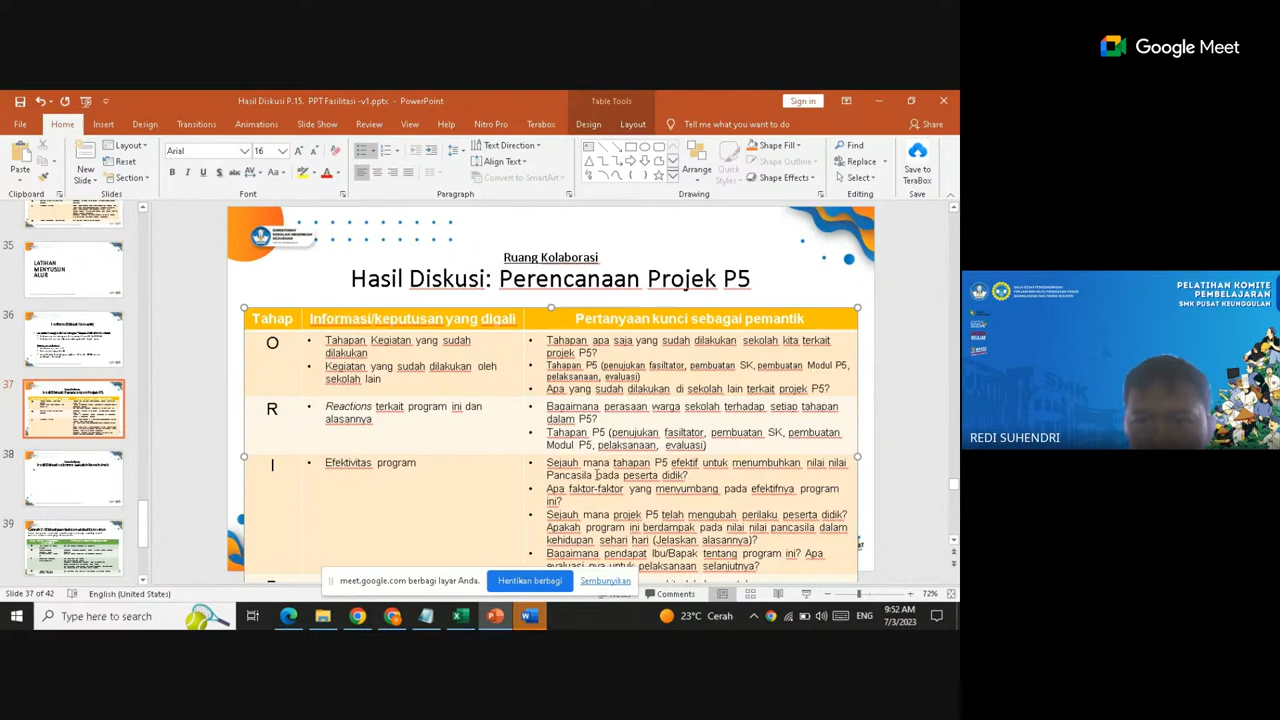 Google Meet
Hasil Diskusi P.15. PPT Fasilitasi -v1.pptx - PowerPoint
Table Tools
Sign in
File Home Insert Design Transitions Animations Slide Show Review View Help Nitro Pro Terabox Design Layout Tell me what you want to do Share
Paste
Clipboard
New Slide
Layout
Reset
Section
Slides
Arial 16
Font
Text Direction
Align Text
Convert to SmartArt
Paragraph
Arrange
Quick Styles
Shape Fill
Shape Outline
Shape Effects
Drawing
Find
Replace
Select
Editing
Save to TeraBox
Save
35
LATIHAN
MENYUSUN
ALUR
36
37
38
39
DIREKTORAT
SEKOLAH MENENGAH
KEJURUAN
Ruang Kolaborasi
Hasil Diskusi: Perencanaan Projek P5
Tahap Informasi/keputusan yang digali Pertanyaan kunci sebagai pemantik
O
• Tahapan Kegiatan yang sudah
dilakukan
• Kegiatan yang sudah dilakukan oleh
sekolah lain
• Tahapan apa saja yang sudah dilakukan sekolah kita terkait
projek P5?
• Tahapan P5 (penujukan fasiltator, pembuatan SK, pembuatan Modul P5,
pelaksanaan, evaluasi)
• Apa yang sudah dilakukan di sekolah lain terkait projek P5?
R
• Reactions terkait program ini dan
alasannya
• Bagaimana perasaan warga sekolah terhadap setiap tahapan
dalam P5?
• Tahapan P5 (penujukan fasiltator, pembuatan SK, pembuatan
Modul P5, pelaksanaan, evaluasi)
I
• Efektivitas program
• Sejauh mana tahapan P5 efektif untuk menumbuhkan nilai nilai
Pancasila pada peserta didik?
• Apa faktor-faktor yang menyumbang pada efektifnya program
ini?
• Sejauh mana projek P5 telah mengubah perilaku peserta didik?
Apakah program ini berdampak pada nilai nilai pancasila dalam
kehidupan sehari hari (Jelaskan alasannya)?
• Bagaimana pendapat Ibu/Bapak tentang program ini? Apa
evaluasi nya untuk pelaksanaan selanjutnya?
meet.google.com berbagi layar Anda. Hentikan berbagi Sembunyikan
Slide 37 of 42 English (United States) Comments 72%
Type here to search
23°C Cerah
ENG
9:52 AM
7/3/2023
PELATIHAN KOMITE
PEMBELAJARAN
SMK PUSAT KEUNGGULAN
REDI SUHENDRI